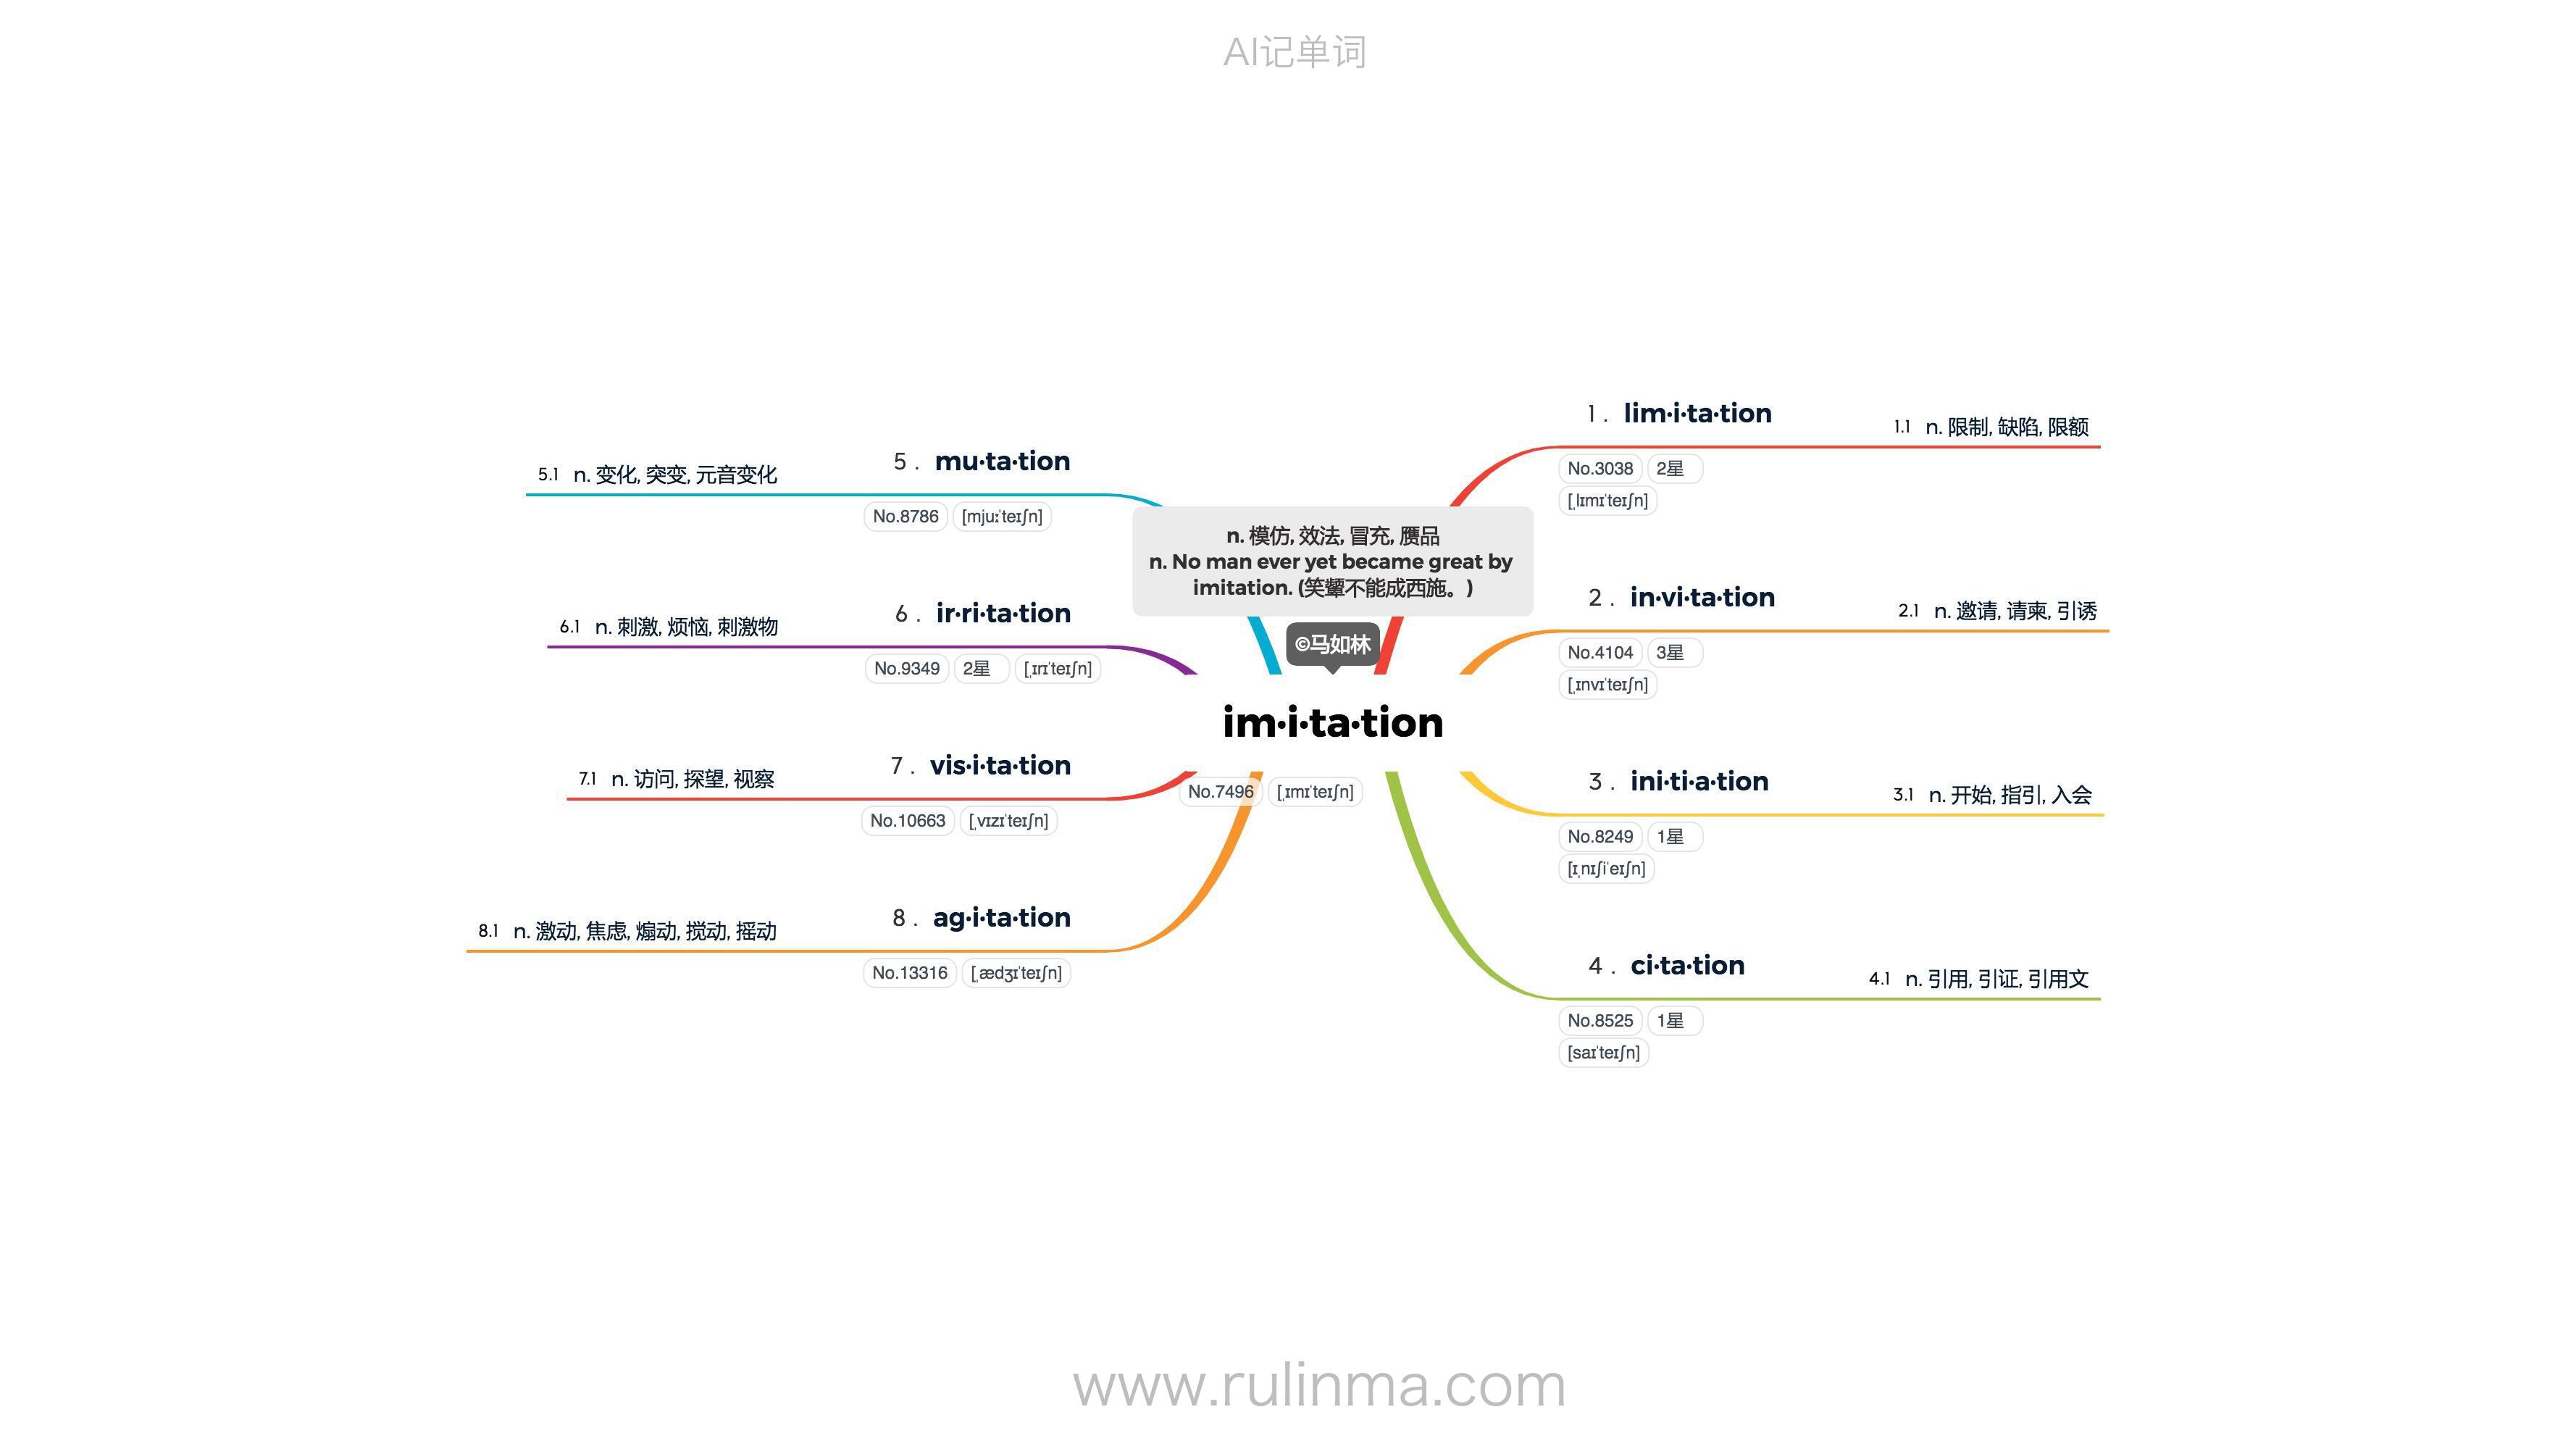 AI记单词
n. 模仿, 效法, 冒充, 赝品
n. No man ever yet became great by
imitation. (笑颦不能成西施。)
©马如林
im·i·ta·tion
No.7496 [ˌɪmɪˈteɪʃn]
1 . lim·i·ta·tion
1.1 n. 限制, 缺陷, 限额
No.3038 2星
[ˌlɪmɪˈteɪʃn]
2 . in·vi·ta·tion
2.1 n. 邀请, 请柬, 引诱
No.4104 3星
[ˌɪnvɪˈteɪʃn]
3 . ini·ti·a·tion
3.1 n. 开始, 指引, 入会
No.8249 1星
[ɪˌnɪʃiˈeɪʃn]
4 . ci·ta·tion
4.1 n. 引用, 引证, 引用文
No.8525 1星
[saɪˈteɪʃn]
5 . mu·ta·tion
5.1 n. 变化, 突变, 元音变化
No.8786 [mjuːˈteɪʃn]
6 . ir·ri·ta·tion
6.1 n. 刺激, 烦恼, 刺激物
No.9349 2星 [ˌɪrɪˈteɪʃn]
7 . vis·i·ta·tion
7.1 n. 访问, 探望, 视察
No.10663 [ˌvɪzɪˈteɪʃn]
8 . ag·i·ta·tion
8.1 n. 激动, 焦虑, 煽动, 搅动, 摇动
No.13316 [ˌædʒɪˈteɪʃn]
www.rulinma.com